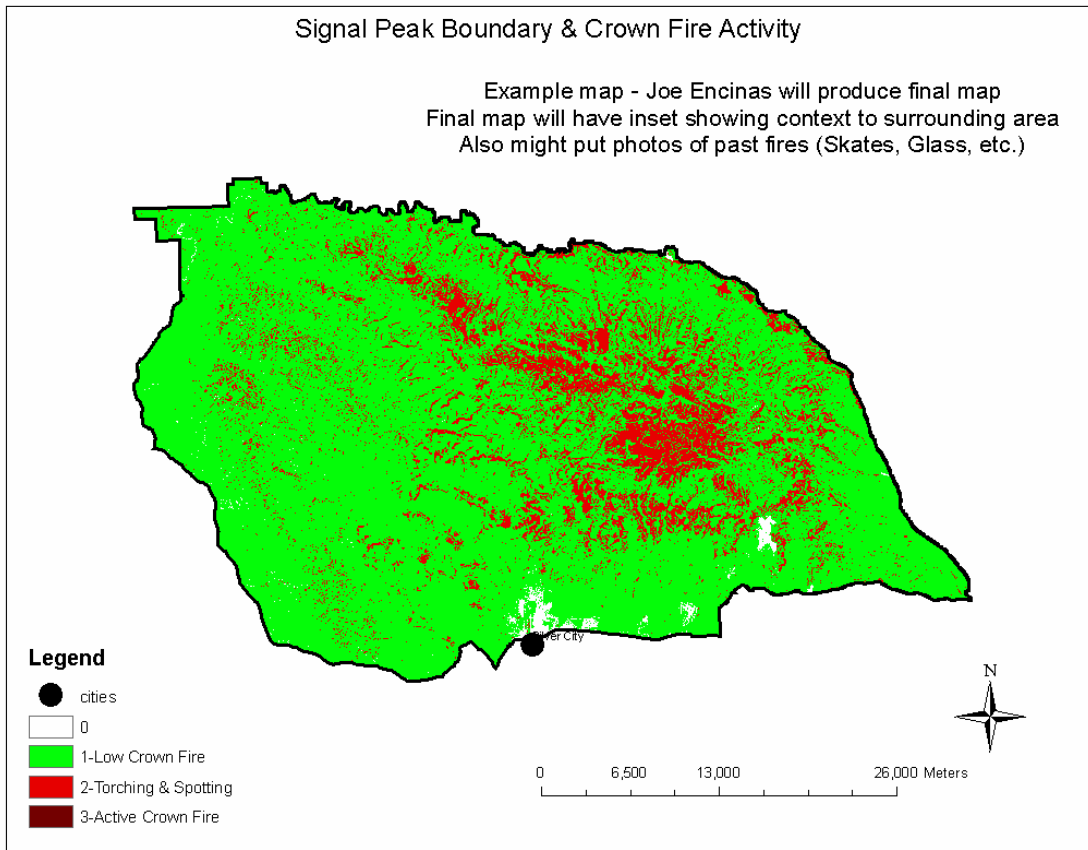 Signal Peak Boundary & Crown Fire Activity
Example map - Joe Encinas will produce final map
Final map will have inset showing context to surrounding area
Also might put photos of past fires (Skates, Glass, etc.)
City
Legend
cities
0
1-Low Crown Fire
2-Torching & Spotting
3-Active Crown Fire
N
0 6,500 13,000 26,000 Meters